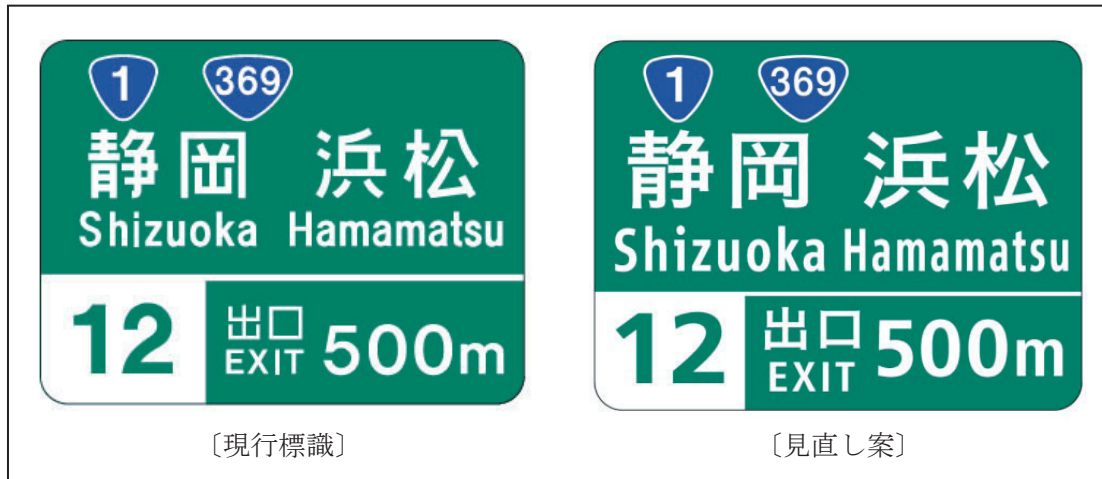 1 369
静岡 浜松
Shizuoka Hamamatsu
12 出口 EXIT 500m
〔現行標識〕
1 369
静岡 浜松
Shizuoka Hamamatsu
12 出口 EXIT 500m
〔見直し案〕